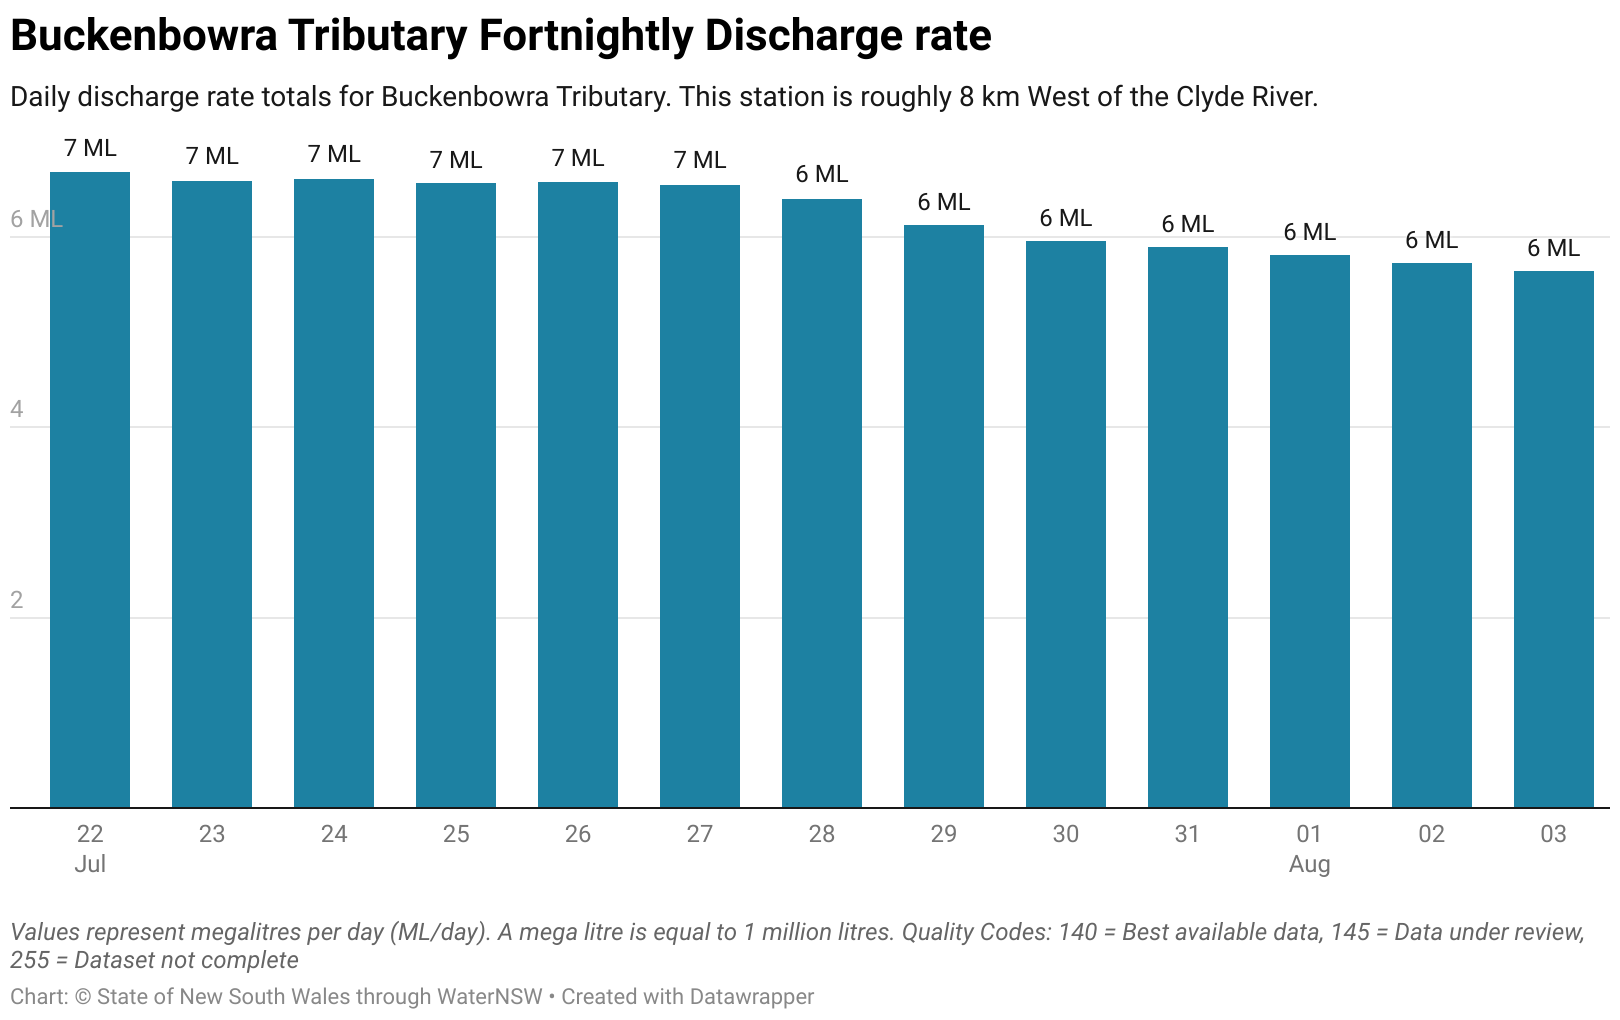 Buckenbowra Tributary Fortnightly Discharge rate
Daily discharge rate totals for Buckenbowra Tributary. This station is roughly 8 km West of the Clyde River.
7 ML 7 ML 7 ML 7 ML 7 ML 7 ML 6 ML 6 ML 6 ML 6 ML 6 ML 6 ML 6 ML
6 ML
4
2
22 23 24 25 26 27 28 29 30 31 01 02 03
Jul Aug
Values represent megalitres per day (ML/day). A mega litre is equal to 1 million litres. Quality Codes: 140 = Best available data, 145 = Data under review,
255 = Dataset not complete
Chart: © State of New South Wales through WaterNSW • Created with Datawrapper